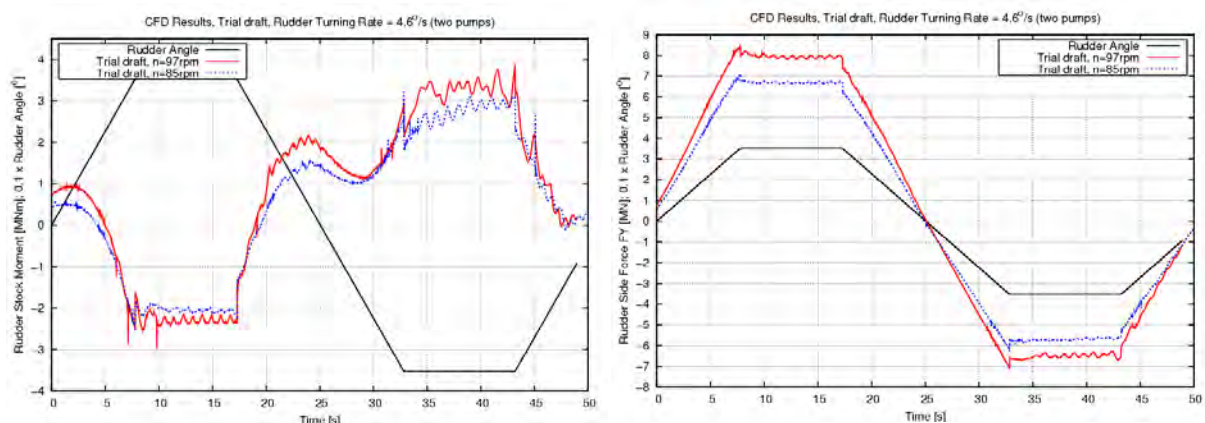 CFD Results, Trial draft, Rudder Turning Rate = 4.6°/s (two pumps)
Rudder Angle
Trial draft, n=97rpm
Trial draft, n=85rpm
Rudder Stock Moment [MNm]; 0.1 x Rudder Angle [°]
4
3
2
1
0
−1
−2
−3
−4
0 5 10 15 20 25 30 35 40 45 50
Time [s]
CFD Results, Trial draft, Rudder Turning Rate = 4.6°/s (two pumps)
Rudder Angle
Trial draft, n=97rpm
Trial draft, n=85rpm
Rudder Side Force FY [MN]; 0.1 x Rudder Angle [°]
9
8
7
6
5
4
3
2
1
0
−1
−2
−3
−4
−5
−6
−7
−8
0 5 10 15 20 25 30 35 40 45 50
Time [s]